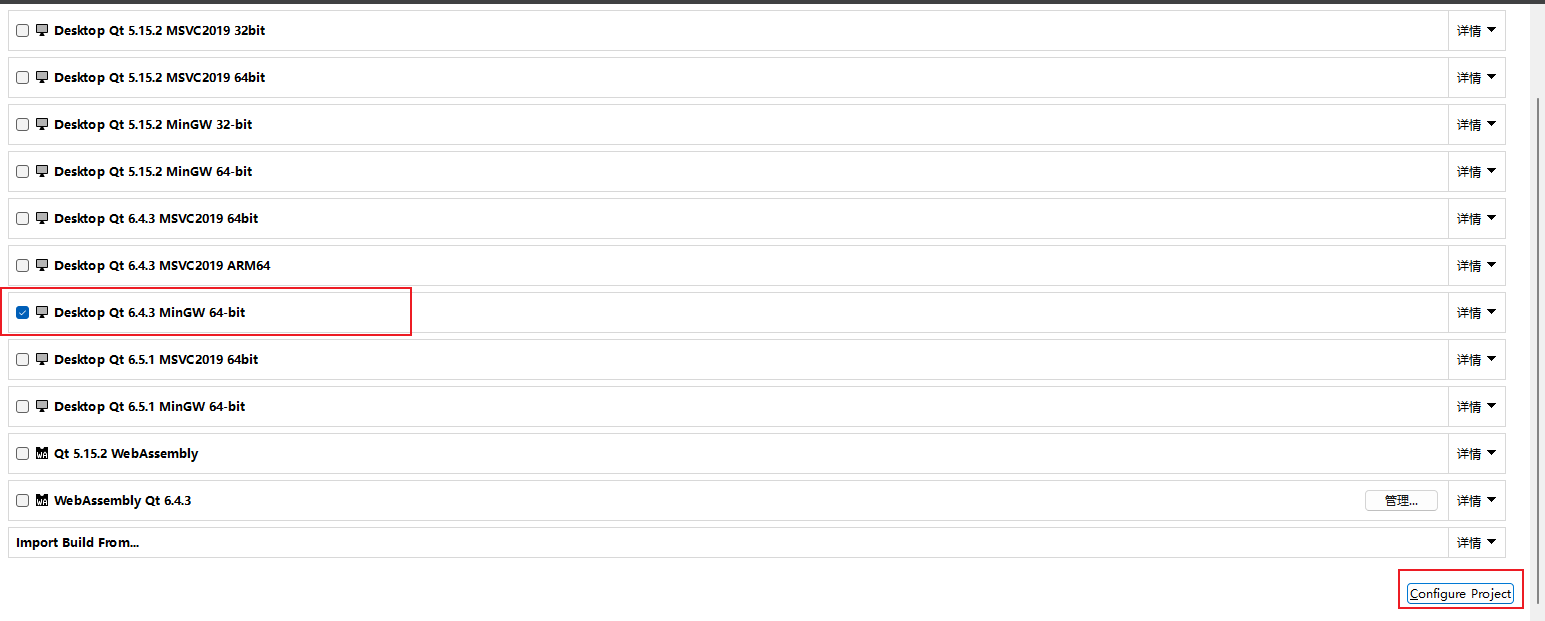 Desktop Qt 5.15.2 MSVC2019 32bit 详情
Desktop Qt 5.15.2 MSVC2019 64bit 详情
Desktop Qt 5.15.2 MinGW 32-bit 详情
Desktop Qt 5.15.2 MinGW 64-bit 详情
Desktop Qt 6.4.3 MSVC2019 64bit 详情
Desktop Qt 6.4.3 MSVC2019 ARM64 详情
Desktop Qt 6.4.3 MinGW 64-bit 详情
Desktop Qt 6.5.1 MSVC2019 64bit 详情
Desktop Qt 6.5.1 MinGW 64-bit 详情
WA Qt 5.15.2 WebAssembly 详情
WA WebAssembly Qt 6.4.3 管理... 详情
Import Build From... 详情
Configure Project